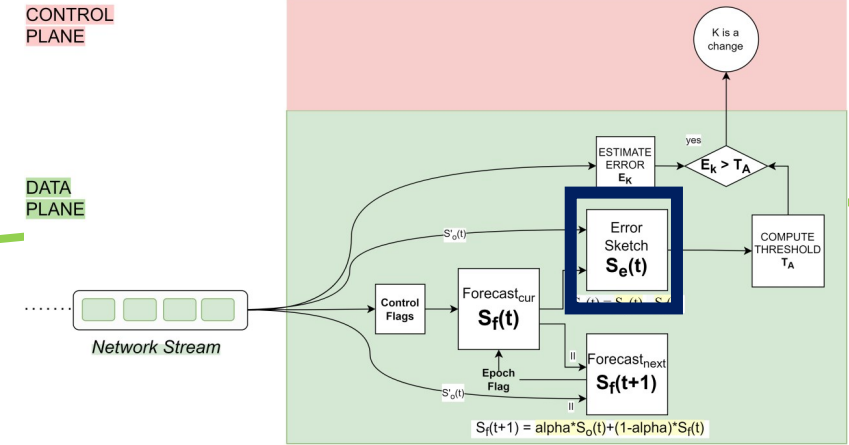 CONTROL
PLANE
K is a
change
yes
ESTIMATE
ERROR
E_K
E_k > T_A
DATA
PLANE
S'_o(t)
Error
Sketch
S_e(t)
COMPUTE
THRESHOLD
T_A
Control
Flags
Forecast_cur
S_f(t)
Network Stream
II
Epoch
Flag
Forecast_next
S_f(t+1)
S'_o(t)
II
S_f(t+1) = alpha*S_o(t)+(1-alpha)*S_f(t)